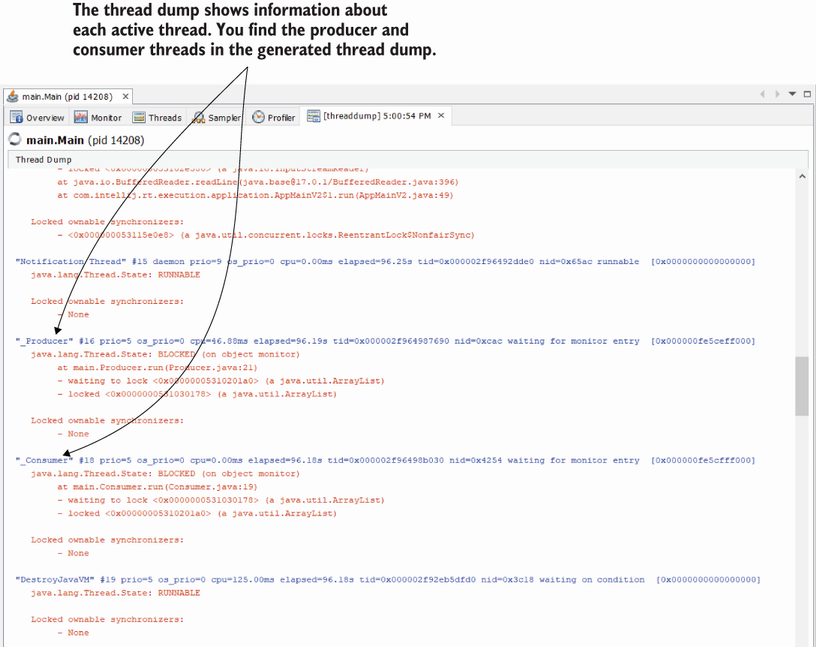 The thread dump shows information about
each active thread. You find the producer and
consumer threads in the generated thread dump.
main.Main (pid 14208) ×
Overview Monitor Threads Sampler Profiler [threaddump] 5:00:54 PM ×
main.Main (pid 14208)
Thread Dump
at java.io.BufferedReader.readLine(java.base@17.0.1/BufferedReader.java:396)
at com.intellij.rt.execution.application.AppMainV2$1.run(AppMainV2.java:49)
Locked ownable synchronizers:
- <0x000000053115e0e8> (a java.util.concurrent.locks.ReentrantLock$NonfairSync)
"Notification Thread" #15 daemon prio=9 os_prio=0 cpu=0.00ms elapsed=96.25s tid=0x000002f96492dde0 nid=0x65ac runnable [0x0000000000000000]
java.lang.Thread.State: RUNNABLE
Locked ownable synchronizers:
- None
"_Producer" #16 prio=5 os_prio=0 cpu=46.88ms elapsed=96.19s tid=0x000002f964987690 nid=0xcac waiting for monitor entry [0x000000fe5ceff000]
java.lang.Thread.State: BLOCKED (on object monitor)
at main.Producer.run(Producer.java:21)
- waiting to lock <0x00000005310201a0> (a java.util.ArrayList)
- locked <0x0000000531030178> (a java.util.ArrayList)
Locked ownable synchronizers:
- None
"_Consumer" #18 prio=5 os_prio=0 cpu=0.00ms elapsed=96.18s tid=0x000002f96498b030 nid=0x4254 waiting for monitor entry [0x000000fe5cfff000]
java.lang.Thread.State: BLOCKED (on object monitor)
at main.Consumer.run(Consumer.java:19)
- waiting to lock <0x0000000531030178> (a java.util.ArrayList)
- locked <0x00000005310201a0> (a java.util.ArrayList)
Locked ownable synchronizers:
- None
"DestroyJavaVM" #19 prio=5 os_prio=0 cpu=125.00ms elapsed=96.18s tid=0x000002f92eb5dfd0 nid=0x3c18 waiting on condition [0x0000000000000000]
java.lang.Thread.State: RUNNABLE
Locked ownable synchronizers:
- None